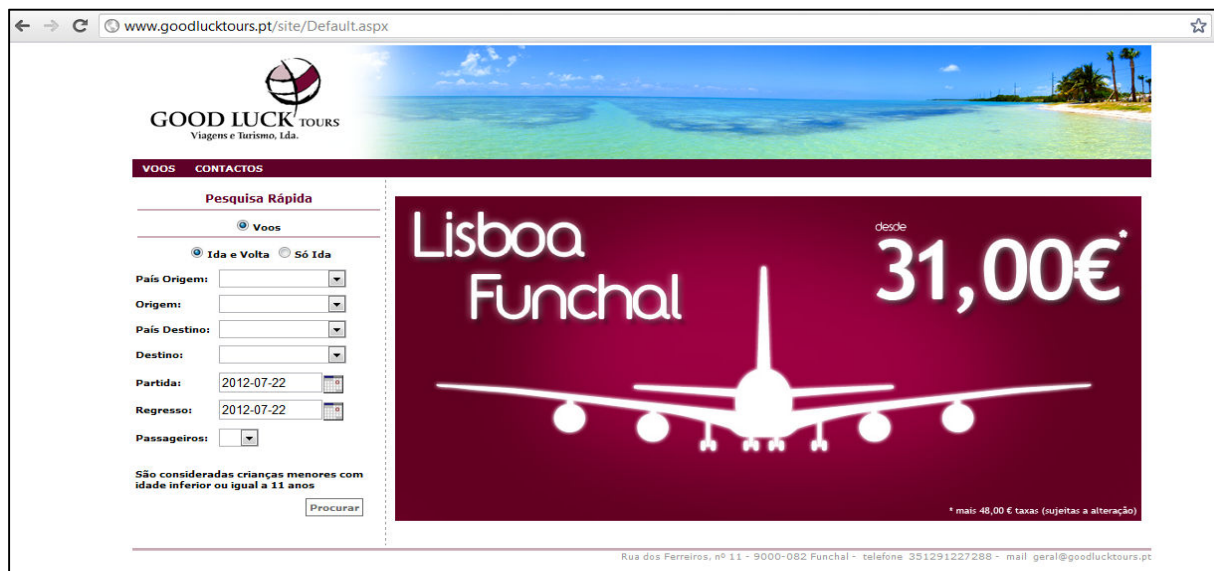 www.goodlucktours.pt/site/Default.aspx
GOOD LUCK TOURS
Viagens e Turismo, Lda.
VOOS CONTACTOS
Pesquisa Rápida
Voos
Ida e Volta Só Ida
País Origem:
Origem:
País Destino:
Destino:
Partida: 2012-07-22
Regresso: 2012-07-22
Passageiros:
São consideradas crianças menores com
idade inferior ou igual a 11 anos
Procurar
Lisboa
Funchal
desde
31,00€*
* mais 48,00 € taxas (sujeitas a alteração)
Rua dos Ferreiros, nº 11 - 9000-082 Funchal - telefone 351291227288 - mail geral@goodlucktours.pt